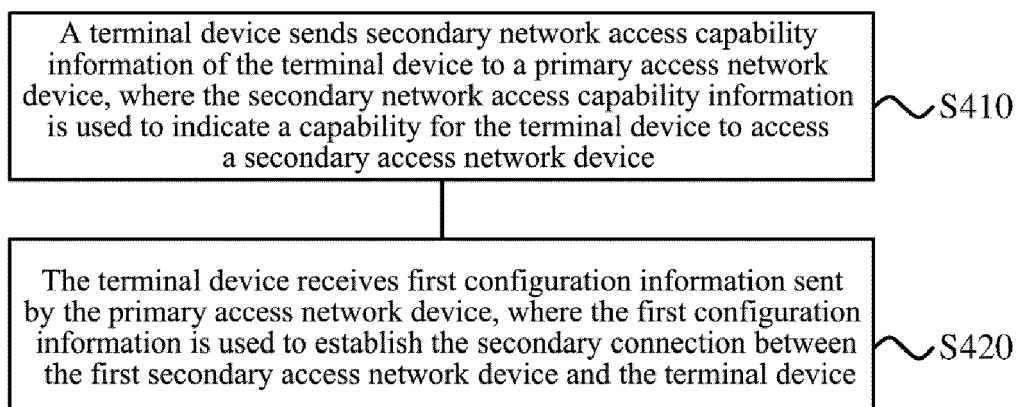 A terminal device sends secondary network access capability
information of the terminal device to a primary access network
device, where the secondary network access capability information
is used to indicate a capability for the terminal device to access
a secondary access network device
S410
The terminal device receives first configuration information sent
by the primary access network device, where the first configuration
information is used to establish the secondary connection between
the first secondary access network device and the terminal device
S420